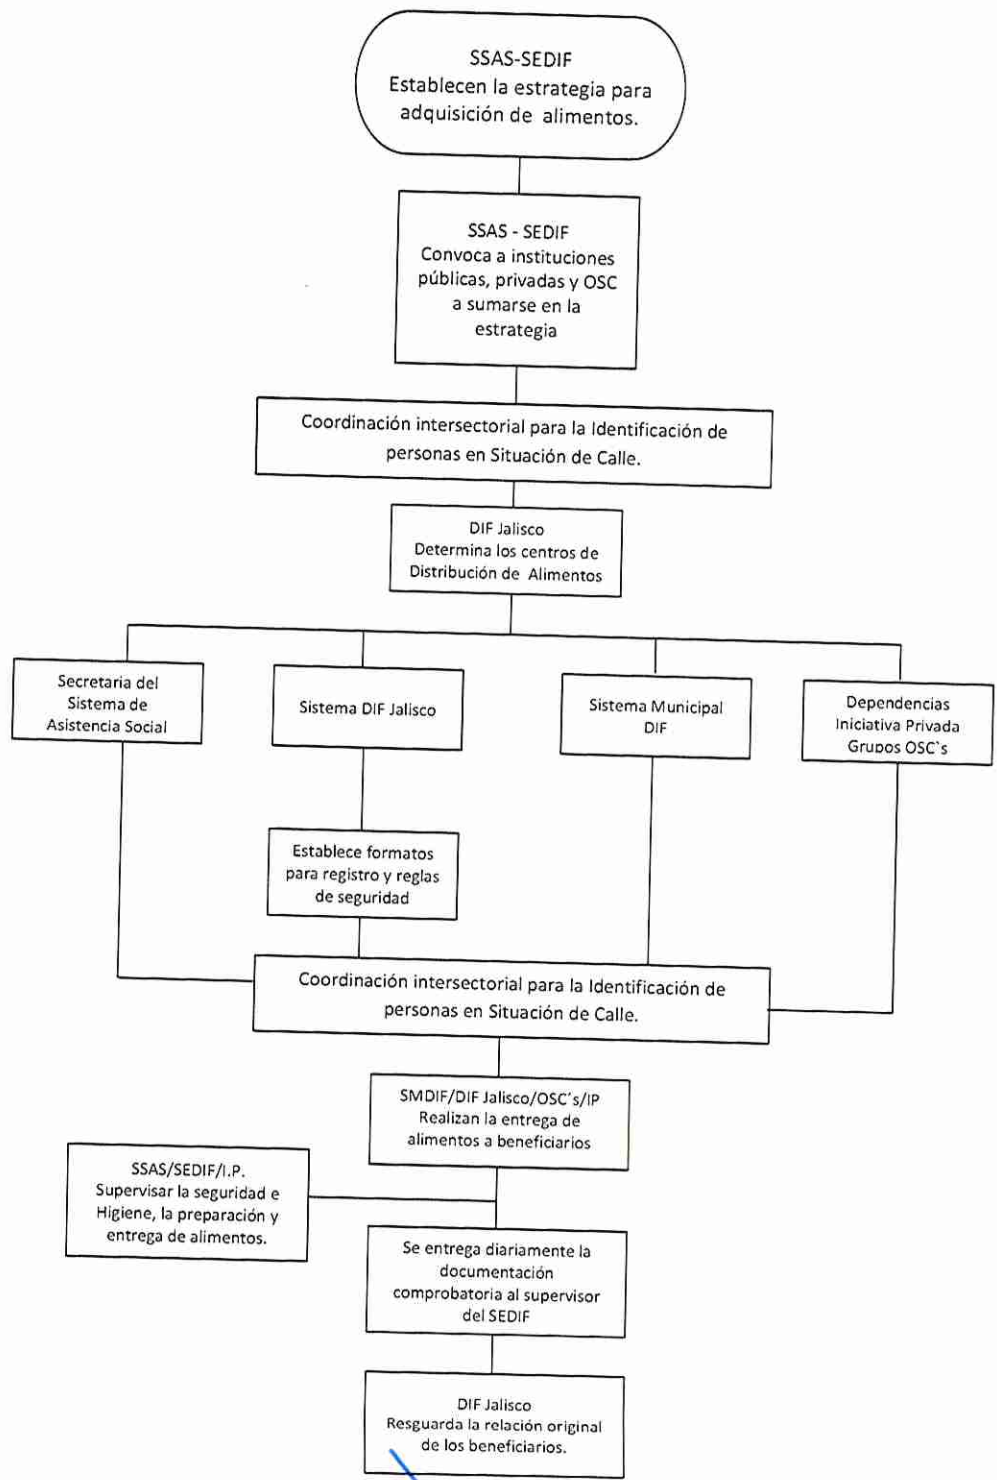 SSAS-SEDIF
Establecen la estrategia para
adquisición de alimentos.
SSAS - SEDIF
Convoca a instituciones
públicas, privadas y OSC
a sumarse en la
estrategia
Coordinación intersectorial para la Identificación de
personas en Situación de Calle.
DIF Jalisco
Determina los centros de
Distribución de Alimentos
Secretaria del
Sistema de
Asistencia Social
Sistema DIF Jalisco
Sistema Municipal
DIF
Dependencias
Iniciativa Privada
Grupos OSC`s
Establece formatos
para registro y reglas
de seguridad
Coordinación intersectorial para la Identificación de
personas en Situación de Calle.
SMDIF/DIF Jalisco/OSC´s/IP
Realizan la entrega de
alimentos a beneficiarios
SSAS/SEDIF/I.P.
Supervisar la seguridad e
Higiene, la preparación y
entrega de alimentos.
Se entrega diariamente la
documentación
comprobatoria al supervisor
del SEDIF
DIF Jalisco
Resguarda la relación original
de los beneficiarios.